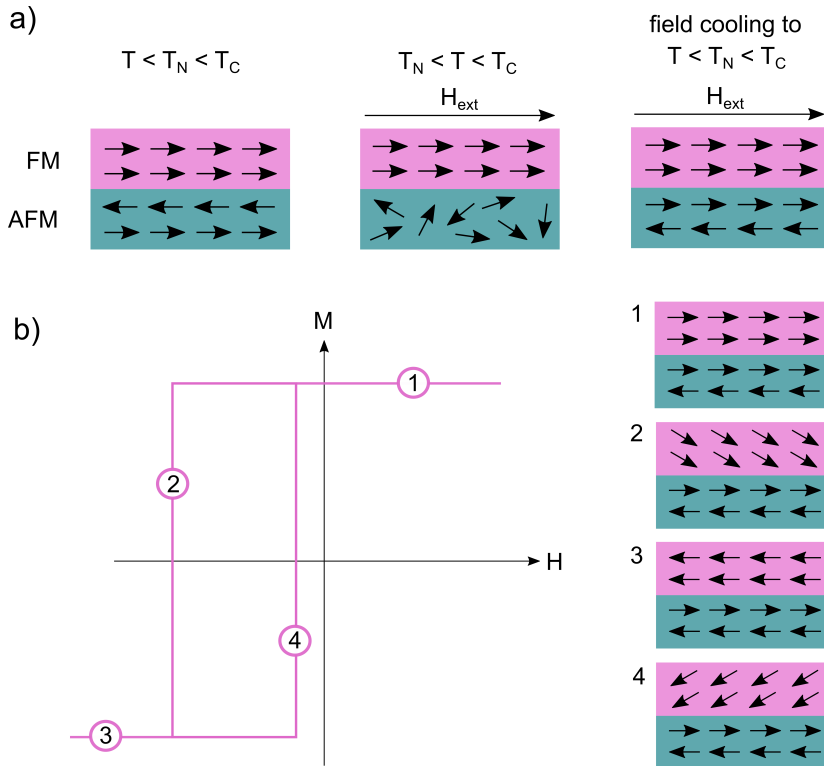 a)
T < T_N < T_C
T_N < T < T_C
field cooling to
T < T_N < T_C
H_ext
H_ext
FM
AFM
b)
M
H
1
2
3
4
1
2
3
4